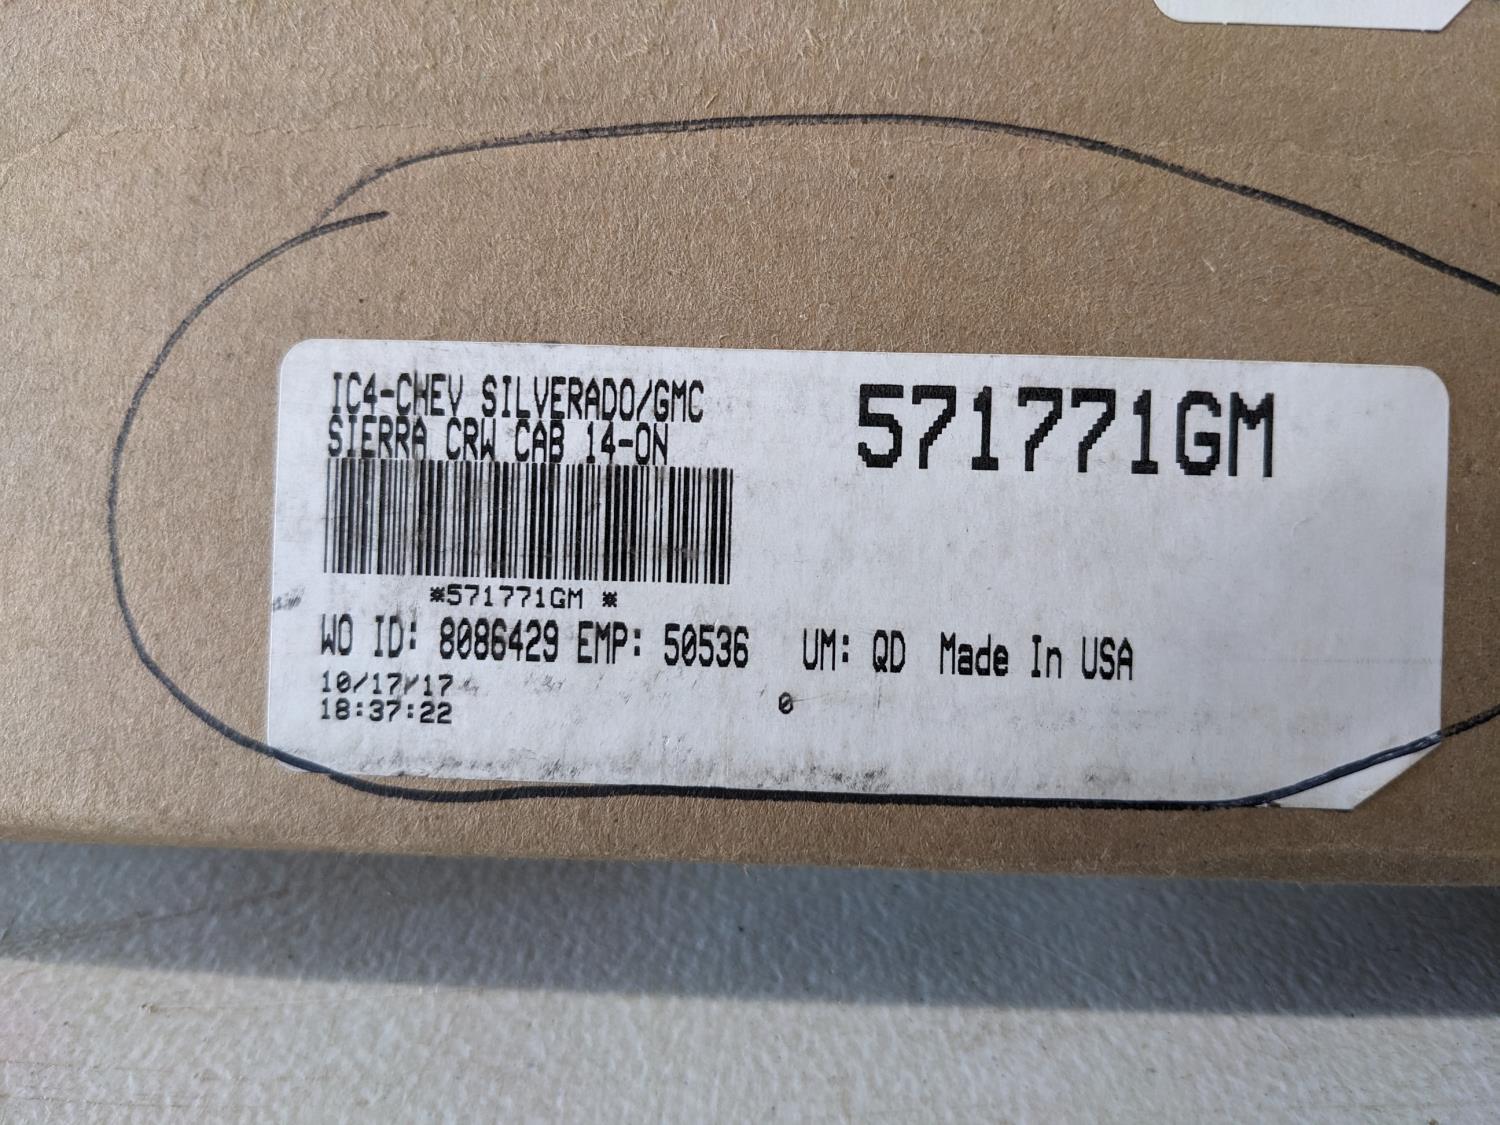 IC4-CHEV SILVERADO/GMC
SIERRA CRW CAB 14-ON
571771GM
*571771GM *
WO ID: 8086429 EMP: 50536 UM: QD Made In USA
10/17/17
18:37:22
0